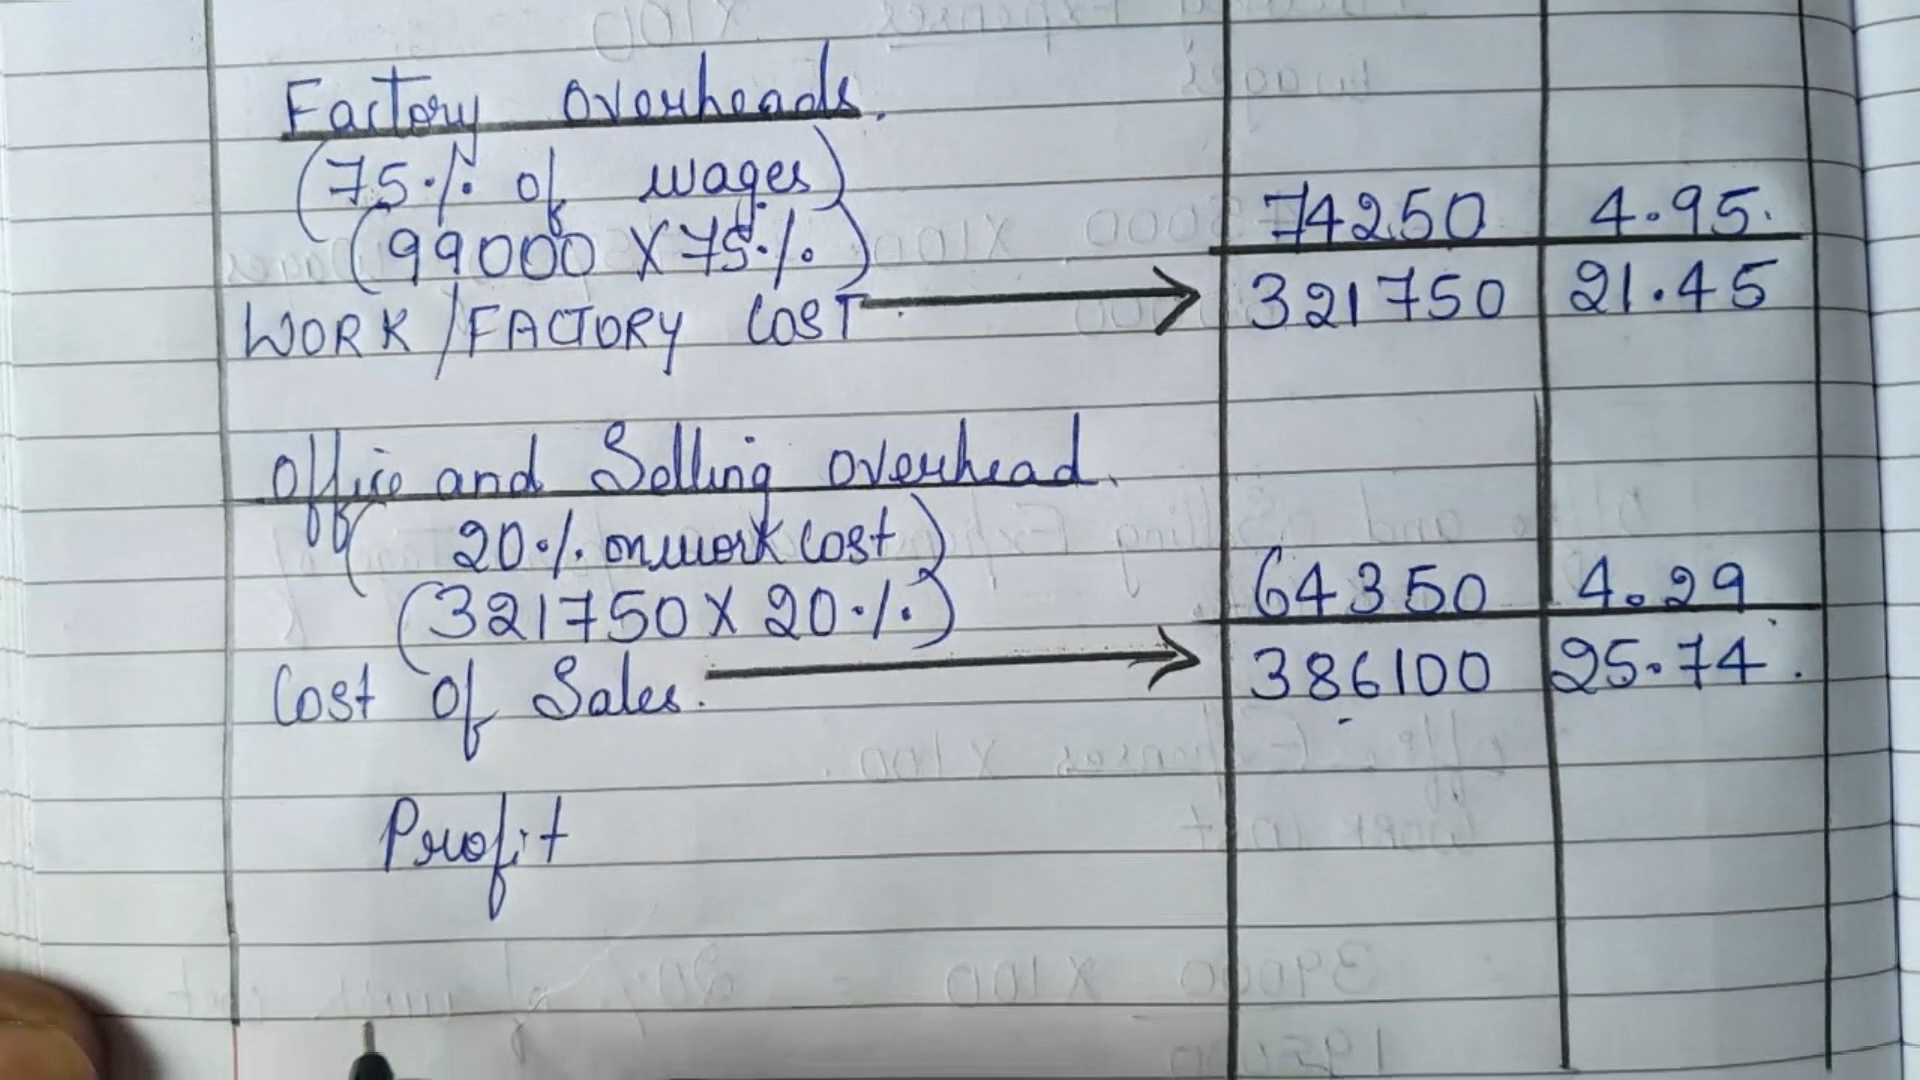 Factory Overheads.
(75% of wages)
(99000 X 75%) 74250 4.95.
WORK/FACTORY COST → 321750 21.45
Office and Selling overhead.
(20% on work cost)
(321750 X 20%) 64350 4.29
Cost of Sales. → 386100 25.74.
Profit